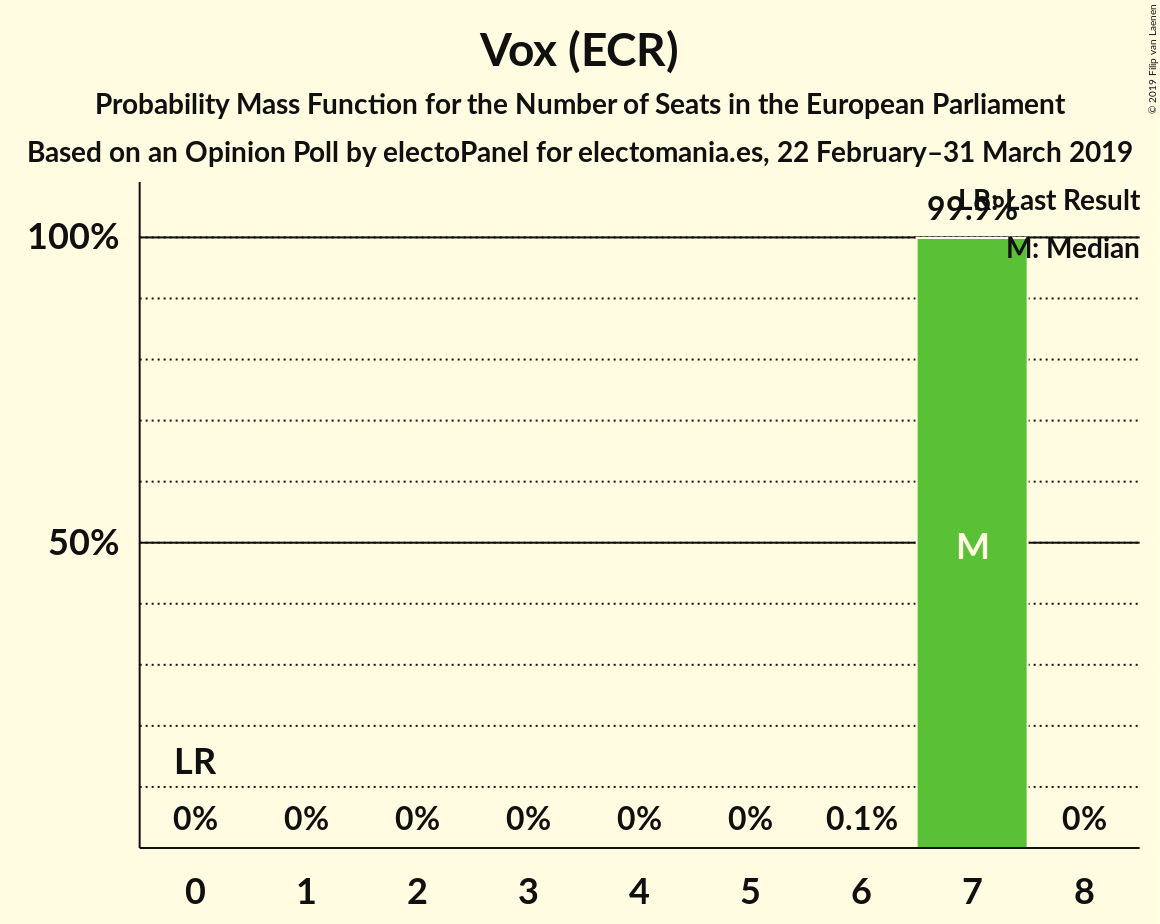 Vox (ECR)
Probability Mass Function for the Number of Seats in the European Parliament
Based on an Opinion Poll by electoPanel for electomania.es, 22 February–31 March 2019
© 2019 Filip van Laenen
LR: Last Result
M: Median
99.9%
100%
50%
M
LR
0% 0% 0% 0% 0% 0% 0.1% 0%
0 1 2 3 4 5 6 7 8